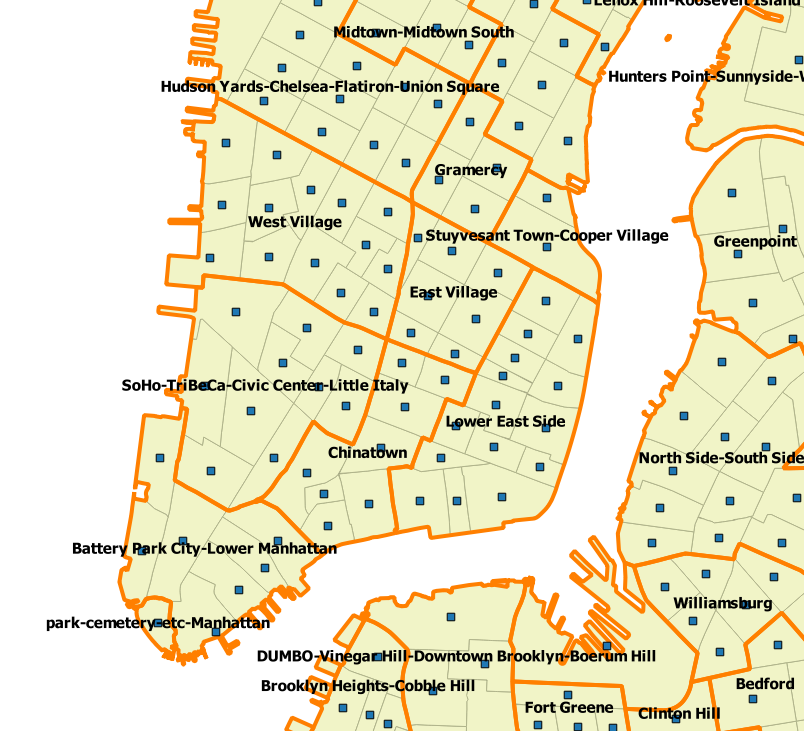 Lenox Hill-Roosevelt Island
Midtown-Midtown South
Hunters Point-Sunnyside-W
Hudson Yards-Chelsea-Flatiron-Union Square
Gramercy
West Village
Stuyvesant Town-Cooper Village
Greenpoint
East Village
SoHo-TriBeCa-Civic Center-Little Italy
Lower East Side
Chinatown
North Side-South Side
Battery Park City-Lower Manhattan
Williamsburg
park-cemetery-etc-Manhattan
DUMBO-Vinegar Hill-Downtown Brooklyn-Boerum Hill
Brooklyn Heights-Cobble Hill
Bedford
Fort Greene
Clinton Hill